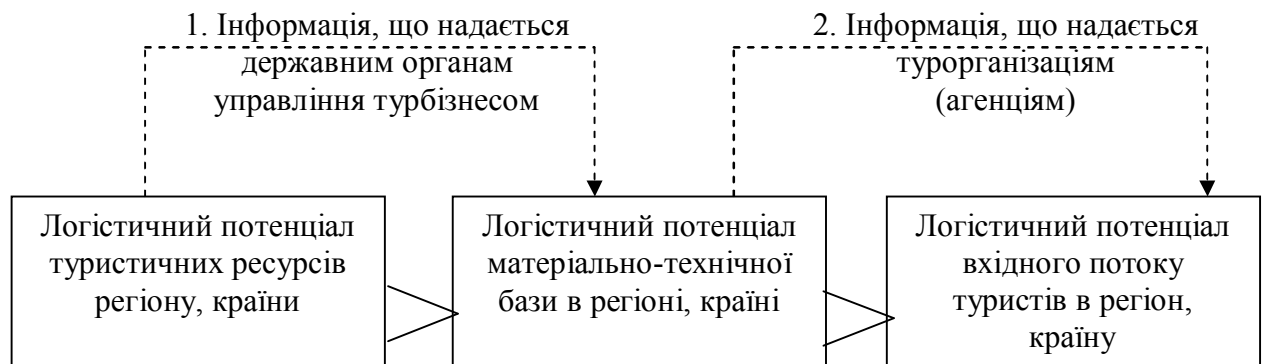 1. Інформація, що надається
державним органам
управління турбізнесом
2. Інформація, що надається
турорганізаціям
(агенціям)
Логістичний потенціал
туристичних ресурсів
регіону, країни
Логістичний потенціал
матеріально-технічної
бази в регіоні, країні
Логістичний потенціал
вхідного потоку
туристів в регіон,
країну